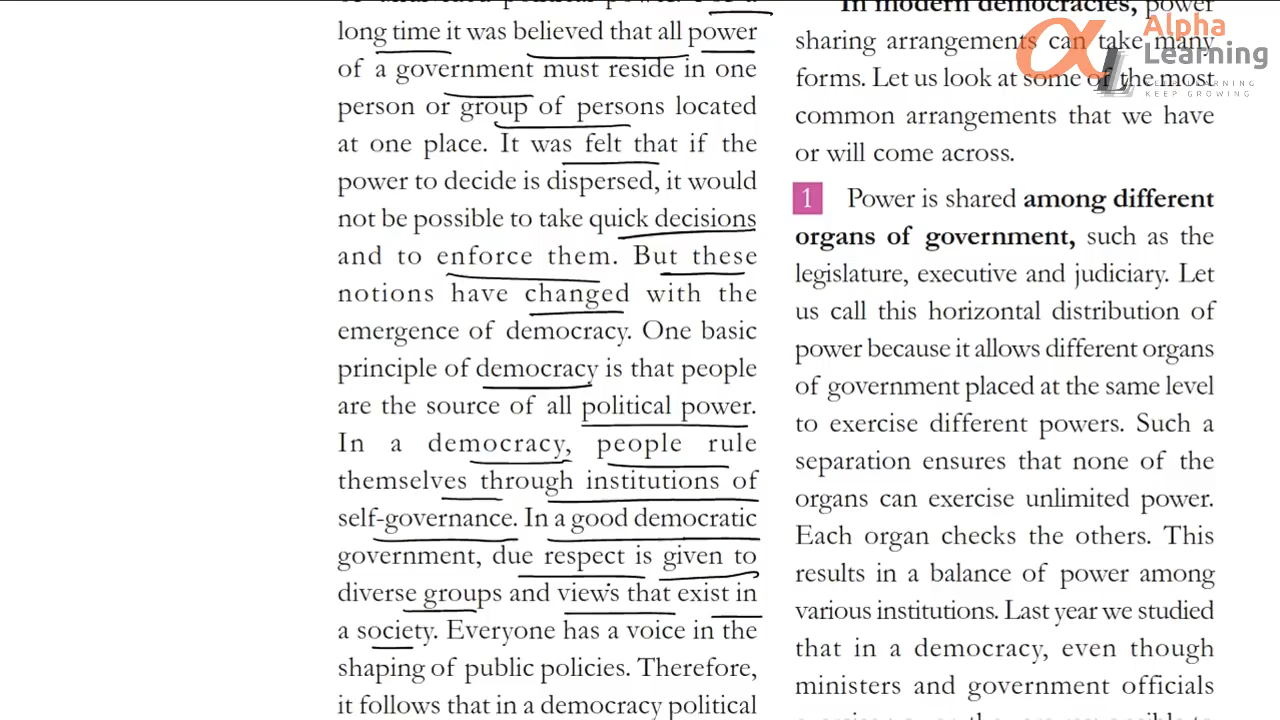 long time it was believed that all power
of a government must reside in one
person or group of persons located
at one place. It was felt that if the
power to decide is dispersed, it would
not be possible to take quick decisions
and to enforce them. But these
notions have changed with the
emergence of democracy. One basic
principle of democracy is that people
are the source of all political power.
In a democracy, people rule
themselves through institutions of
self-governance. In a good democratic
government, due respect is given to
diverse groups and views that exist in
a society. Everyone has a voice in the
shaping of public policies. Therefore,
it follows that in a democracy political
In modern democracies, power
sharing arrangements can take many
forms. Let us look at some of the most
common arrangements that we have
or will come across.
1 Power is shared among different
organs of government, such as the
legislature, executive and judiciary. Let
us call this horizontal distribution of
power because it allows different organs
of government placed at the same level
to exercise different powers. Such a
separation ensures that none of the
organs can exercise unlimited power.
Each organ checks the others. This
results in a balance of power among
various institutions. Last year we studied
that in a democracy, even though
ministers and government officials
Alpha
Learning
KEEP GROWING